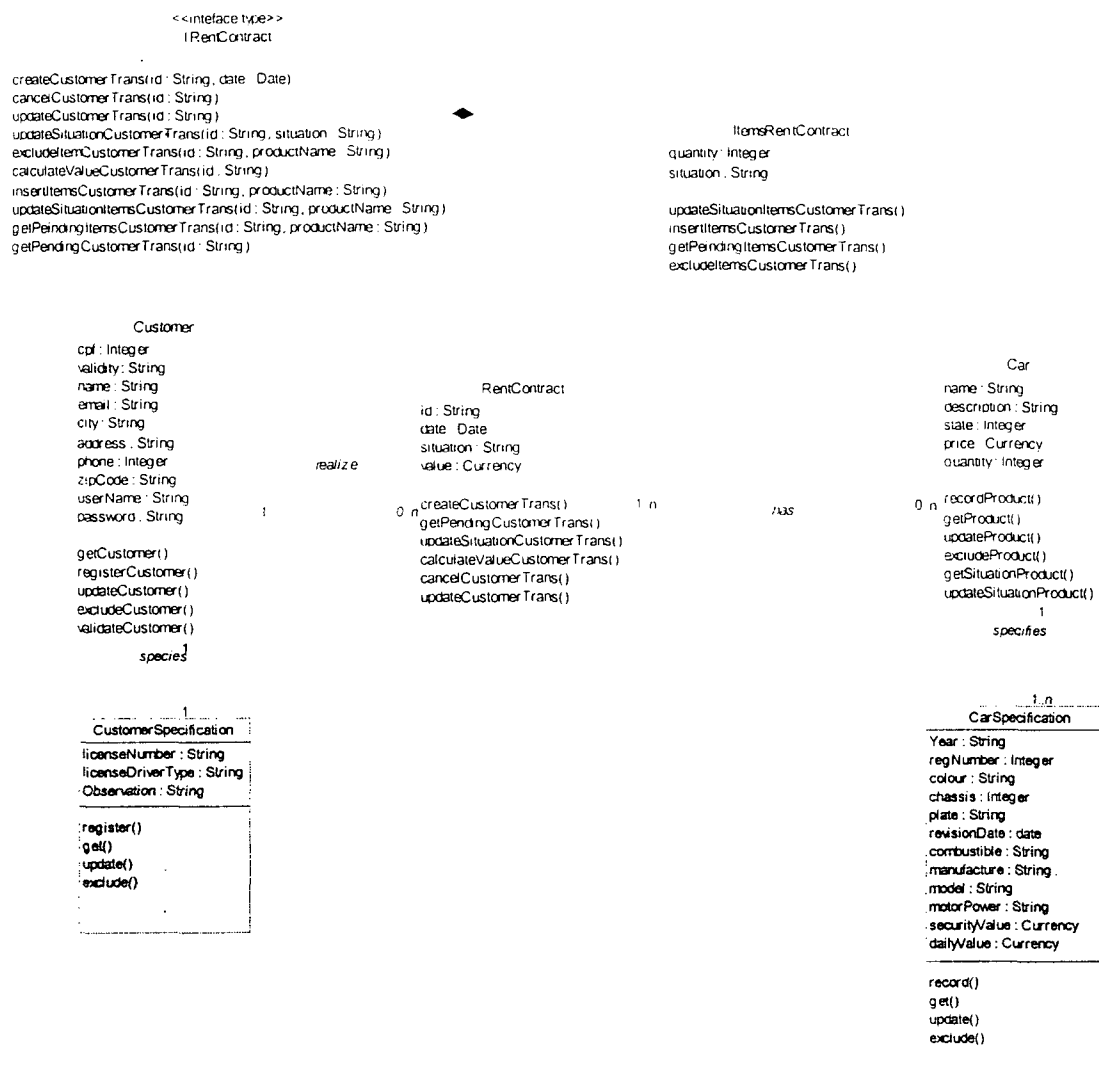 <<inteface type>>
IRentContract
createCustomerTrans(id : String, date : Date)
cancelCustomerTrans(id : String)
updateCustomerTrans(id : String)
updateSituationCustomerTrans(id : String, situation : String)
excludeItemCustomerTrans(id : String, productName : String)
calculateValueCustomerTrans(id : String)
insertItemsCustomerTrans(id : String, productName : String)
updateSituationItemsCustomerTrans(id : String, productName : String)
getPeindingItemsCustomerTrans(id : String, productName : String)
getPendingCustomerTrans(id : String)
ItemsRentContract
quantity : Integer
situation : String
updateSituationItemsCustomerTrans()
insertItemsCustomerTrans()
getPeindingItemsCustomerTrans()
excludeItemsCustomerTrans()
Customer
cpf : Integer
validity : String
name : String
email : String
city : String
address : String
phone : Integer
zipCode : String
userName : String
password : String
getCustomer()
registerCustomer()
updateCustomer()
excludeCustomer()
validateCustomer()
1
species
realize
1
0 n
RentContract
id : String
date : Date
situation : String
value : Currency
createCustomerTrans()
getPendingCustomerTrans()
updateSituationCustomerTrans()
calculateValueCustomerTrans()
cancelCustomerTrans()
updateCustomerTrans()
1 n
has
0 n
Car
name : String
description : String
state : Integer
price : Currency
quantity : Integer
recordProduct()
getProduct()
updateProduct()
excludeProduct()
getSituationProduct()
updateSituationProduct()
1
specifies
1
CustomerSpecification
licenseNumber : String
licenseDriverType : String
Observation : String
register()
get()
update()
exclude()
1..n
CarSpecification
Year : String
regNumber : Integer
colour : String
chassis : Integer
plate : String
revisionDate : date
combustible : String
manufacture : String
model : String
motorPower : String
securityValue : Currency
dailyValue : Currency
record()
get()
update()
exclude()